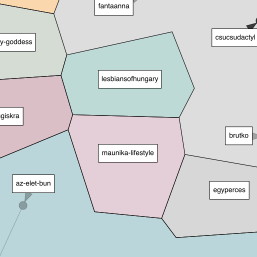 fantaanna
csucsudactyl
y-goddess
lesbiansofhungary
giskra
brutko
maunika-lifestyle
az-elet-bun
egyperces